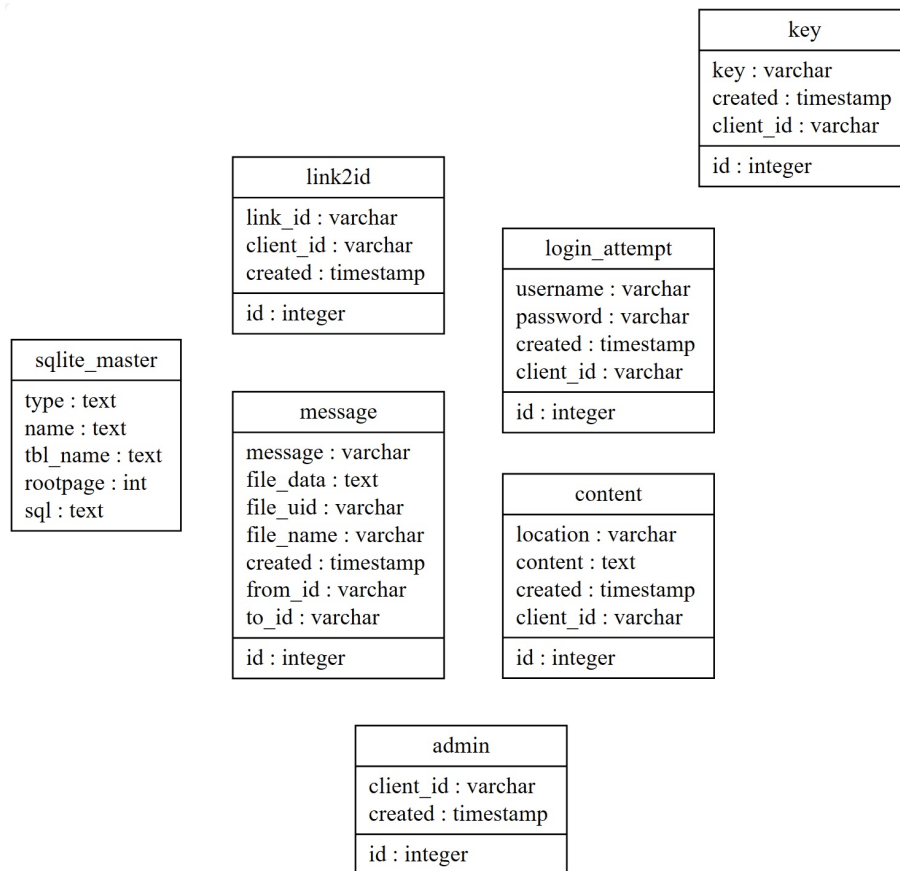 key
key : varchar
created : timestamp
client_id : varchar
id : integer
link2id
link_id : varchar
client_id : varchar
created : timestamp
id : integer
login_attempt
username : varchar
password : varchar
created : timestamp
client_id : varchar
id : integer
sqlite_master
type : text
name : text
tbl_name : text
rootpage : int
sql : text
message
message : varchar
file_data : text
file_uid : varchar
file_name : varchar
created : timestamp
from_id : varchar
to_id : varchar
id : integer
content
location : varchar
content : text
created : timestamp
client_id : varchar
id : integer
admin
client_id : varchar
created : timestamp
id : integer